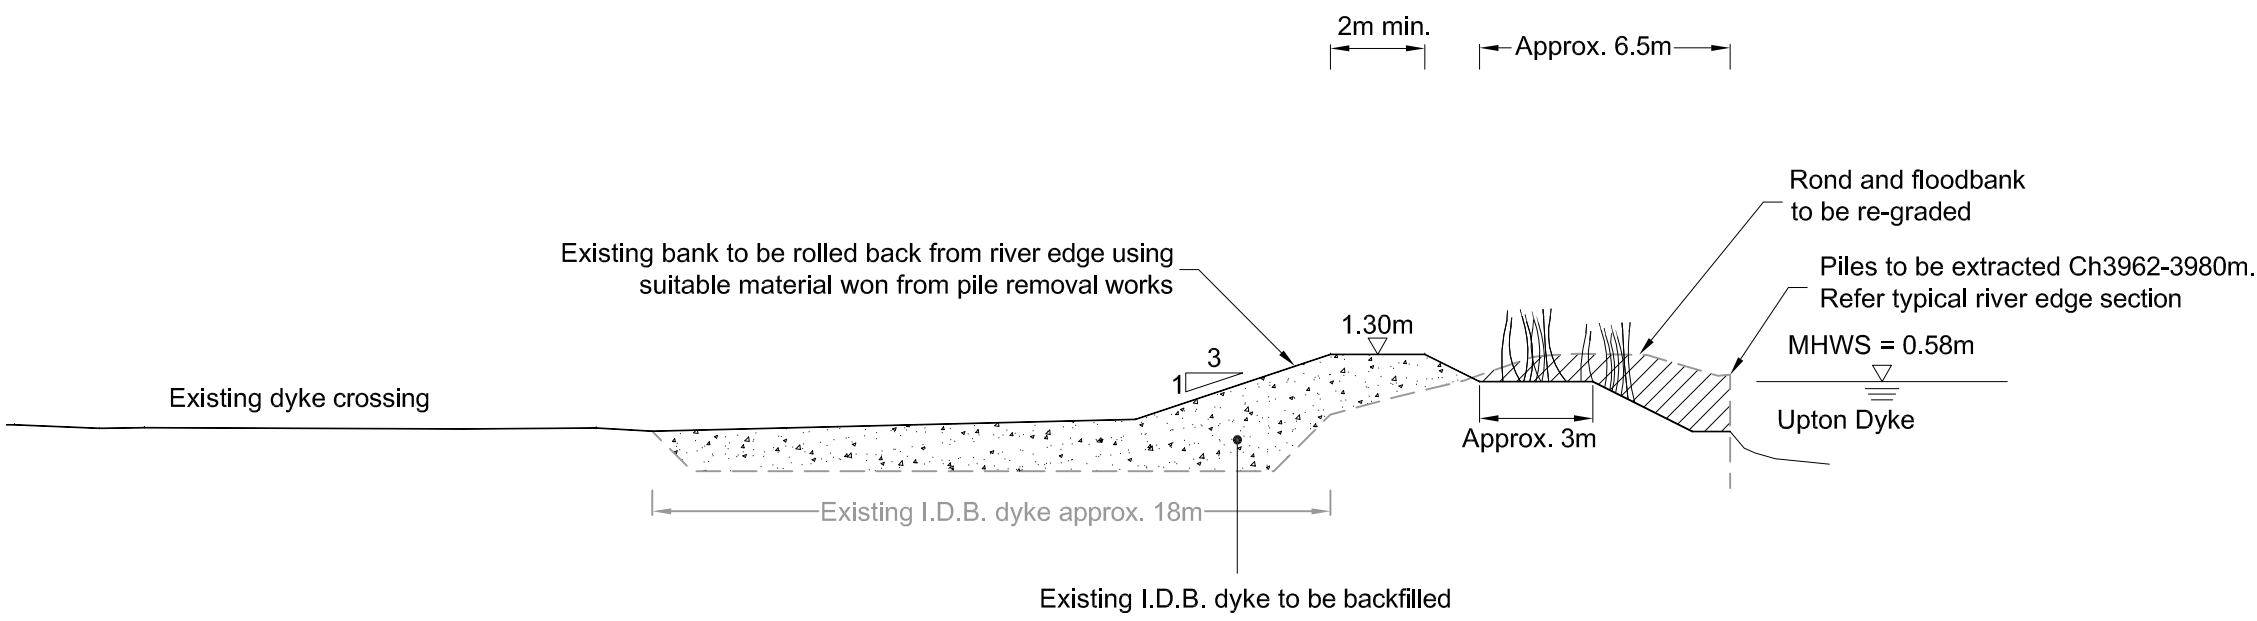 2m min.
Approx. 6.5m
Rond and floodbank
to be re-graded
Existing bank to be rolled back from river edge using
suitable material won from pile removal works
Piles to be extracted Ch3962-3980m.
Refer typical river edge section
1.30m
MHWS = 0.58m
3
1
Existing dyke crossing
Upton Dyke
Approx. 3m
Existing I.D.B. dyke approx. 18m
Existing I.D.B. dyke to be backfilled